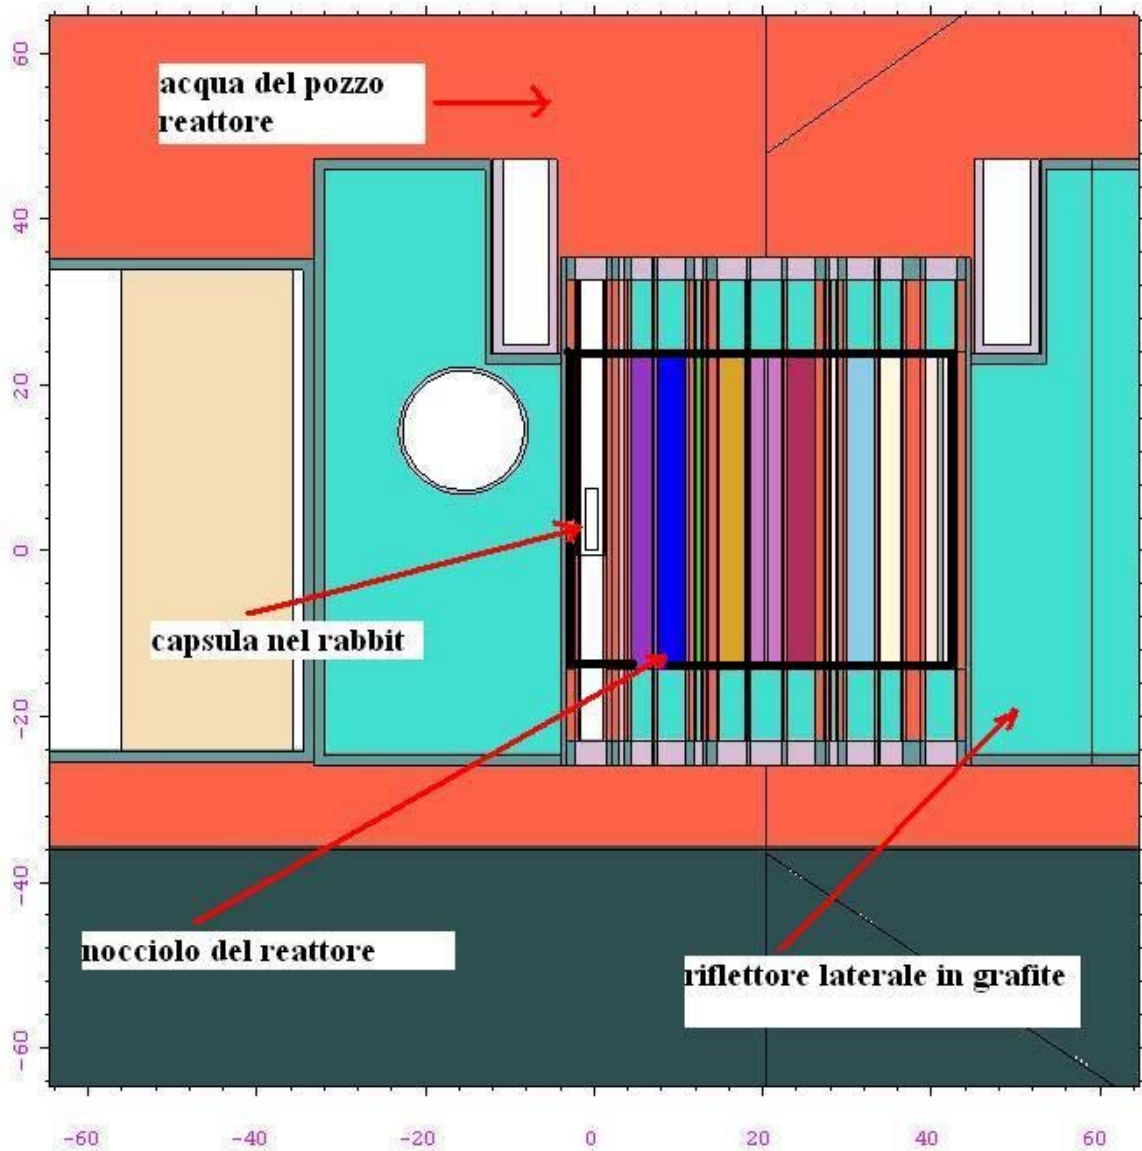 60
acqua del pozzo
reattore
40
20
0
capsula nel rabbit
-20
-40
nocciolo del reattore
riflettore laterale in grafite
-60
-60 -40 -20 0 20 40 60